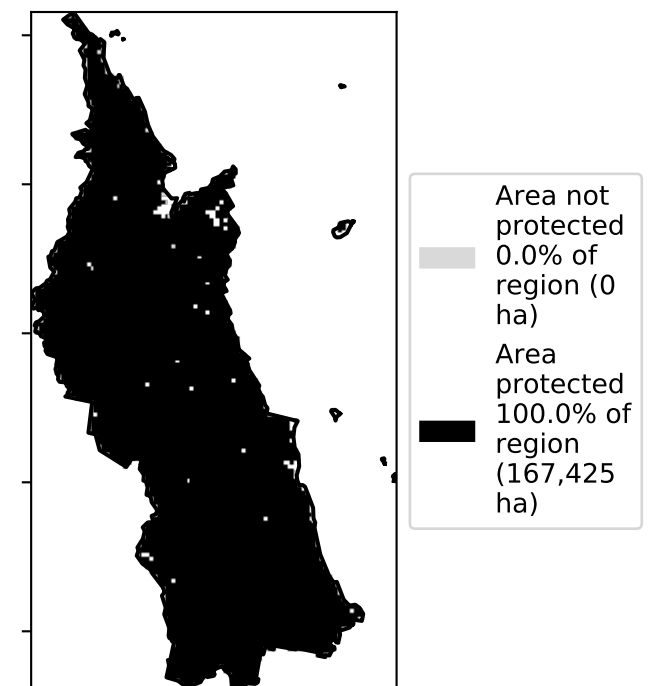 Area not
protected
0.0% of
region (0
ha)
Area
protected
100.0% of
region
(167,425
ha)